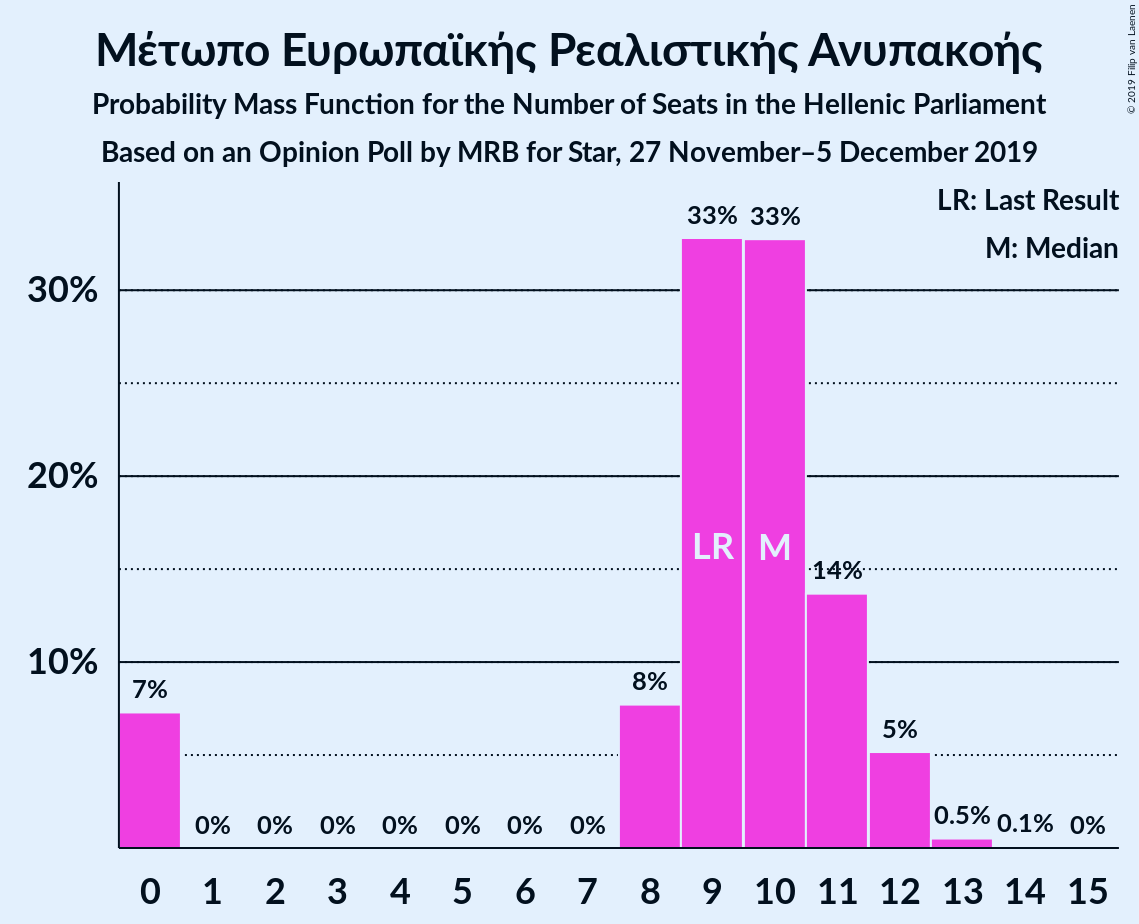 Μέτωπο Ευρωπαϊκής Ρεαλιστικής Ανυπακοής
Probability Mass Function for the Number of Seats in the Hellenic Parliament
Based on an Opinion Poll by MRB for Star, 27 November–5 December 2019
© 2019 Filip van Laenen
LR: Last Result
M: Median
33% 33%
30%
20%
LR M
14%
10%
7% 8%
5%
0% 0% 0% 0% 0% 0% 0% 0.5% 0.1% 0%
0 1 2 3 4 5 6 7 8 9 10 11 12 13 14 15